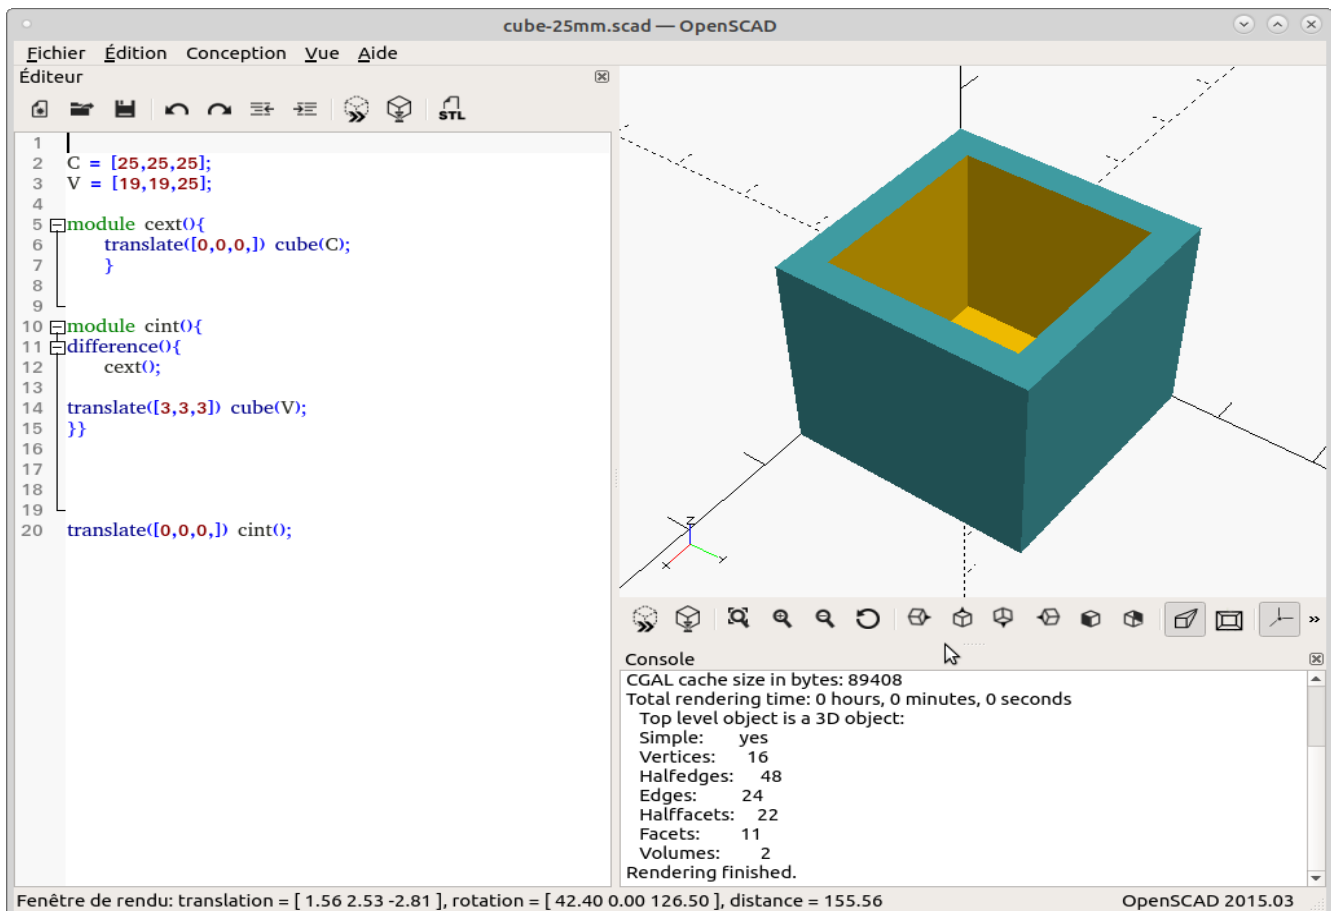 cube-25mm.scad — OpenSCAD
Fichier Édition Conception Vue Aide
Éditeur
STL
1
2 C = [25,25,25];
3 V = [19,19,25];
4
5 module cext(){
6 translate([0,0,0,]) cube(C);
7 }
8
9
10 module cint(){
11 difference(){
12 cext();
13
14 translate([3,3,3]) cube(V);
15 }}
16
17
18
19
20 translate([0,0,0,]) cint();
z
x
y
»
Console
CGAL cache size in bytes: 89408
Total rendering time: 0 hours, 0 minutes, 0 seconds
Top level object is a 3D object:
Simple: yes
Vertices: 16
Halfedges: 48
Edges: 24
Halffacets: 22
Facets: 11
Volumes: 2
Rendering finished.
Fenêtre de rendu: translation = [ 1.56 2.53 -2.81 ], rotation = [ 42.40 0.00 126.50 ], distance = 155.56
OpenSCAD 2015.03